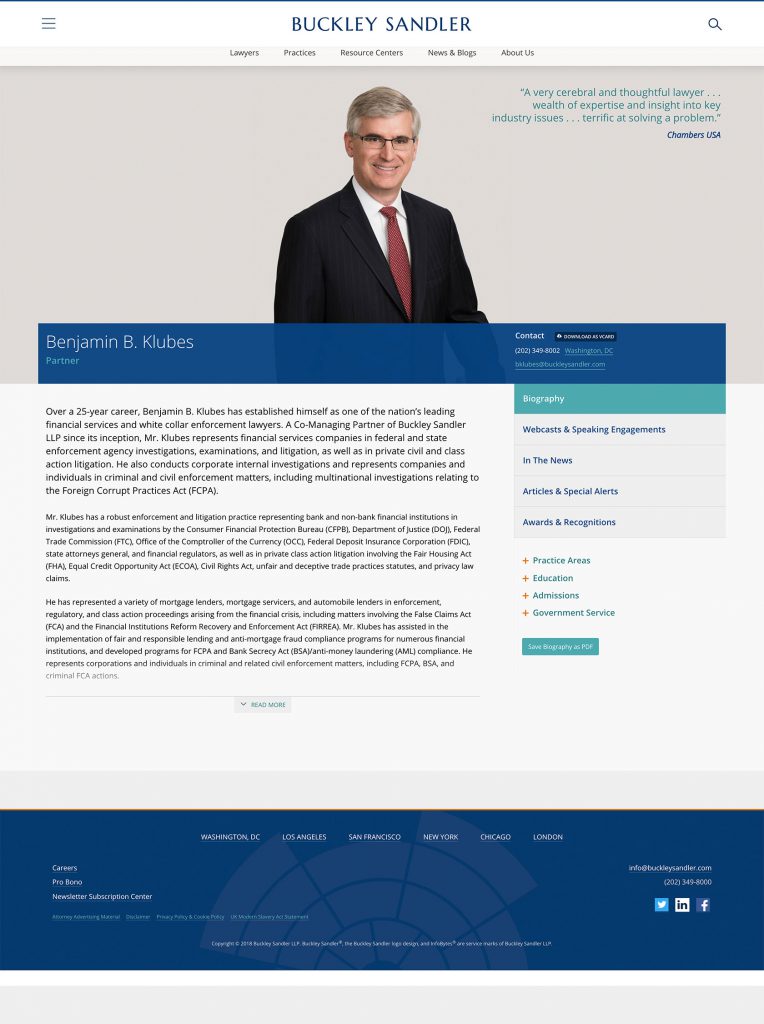 BUCKLEY SANDLER
Lawyers Practices Resource Centers News & Blogs About Us
“A very cerebral and thoughtful lawyer . . .
wealth of expertise and insight into key
industry issues . . . terrific at solving a problem.”
Chambers USA
Benjamin B. Klubes
Partner
Contact DOWNLOAD AS VCARD
(202) 349-8002 Washington, DC
bklubes@buckleysandler.com
Over a 25-year career, Benjamin B. Klubes has established himself as one of the nation’s leading
financial services and white collar enforcement lawyers. A Co-Managing Partner of Buckley Sandler
LLP since its inception, Mr. Klubes represents financial services companies in federal and state
enforcement agency investigations, examinations, and litigation, as well as in private civil and class
action litigation. He also conducts corporate internal investigations and represents companies and
individuals in criminal and civil enforcement matters, including multinational investigations relating to
the Foreign Corrupt Practices Act (FCPA).
Mr. Klubes has a robust enforcement and litigation practice representing bank and non-bank financial institutions in
investigations and examinations by the Consumer Financial Protection Bureau (CFPB), Department of Justice (DOJ), Federal
Trade Commission (FTC), Office of the Comptroller of the Currency (OCC), Federal Deposit Insurance Corporation (FDIC),
state attorneys general, and financial regulators, as well as in private class action litigation involving the Fair Housing Act
(FHA), Equal Credit Opportunity Act (ECOA), Civil Rights Act, unfair and deceptive trade practices statutes, and privacy law
claims.
He has represented a variety of mortgage lenders, mortgage servicers, and automobile lenders in enforcement,
regulatory, and class action proceedings arising from the financial crisis, including matters involving the False Claims Act
(FCA) and the Financial Institutions Reform Recovery and Enforcement Act (FIRREA). Mr. Klubes has assisted in the
implementation of fair and responsible lending and anti-mortgage fraud compliance programs for numerous financial
institutions, and developed programs for FCPA and Bank Secrecy Act (BSA)/anti-money laundering (AML) compliance. He
represents corporations and individuals in criminal and related civil enforcement matters, including FCPA, BSA, and
criminal FCA actions.
READ MORE
Biography
Webcasts & Speaking Engagements
In The News
Articles & Special Alerts
Awards & Recognitions
+ Practice Areas
+ Education
+ Admissions
+ Government Service
Save Biography as PDF
WASHINGTON, DC LOS ANGELES SAN FRANCISCO NEW YORK CHICAGO LONDON
Careers
Pro Bono
Newsletter Subscription Center
Attorney Advertising Material Disclaimer Privacy Policy & Cookie Policy UK Modern Slavery Act Statement
info@buckleysandler.com
(202) 349-8000
Copyright © 2018 Buckley Sandler LLP. Buckley Sandler®, the Buckley Sandler logo design, and InfoBytes® are service marks of Buckley Sandler LLP.